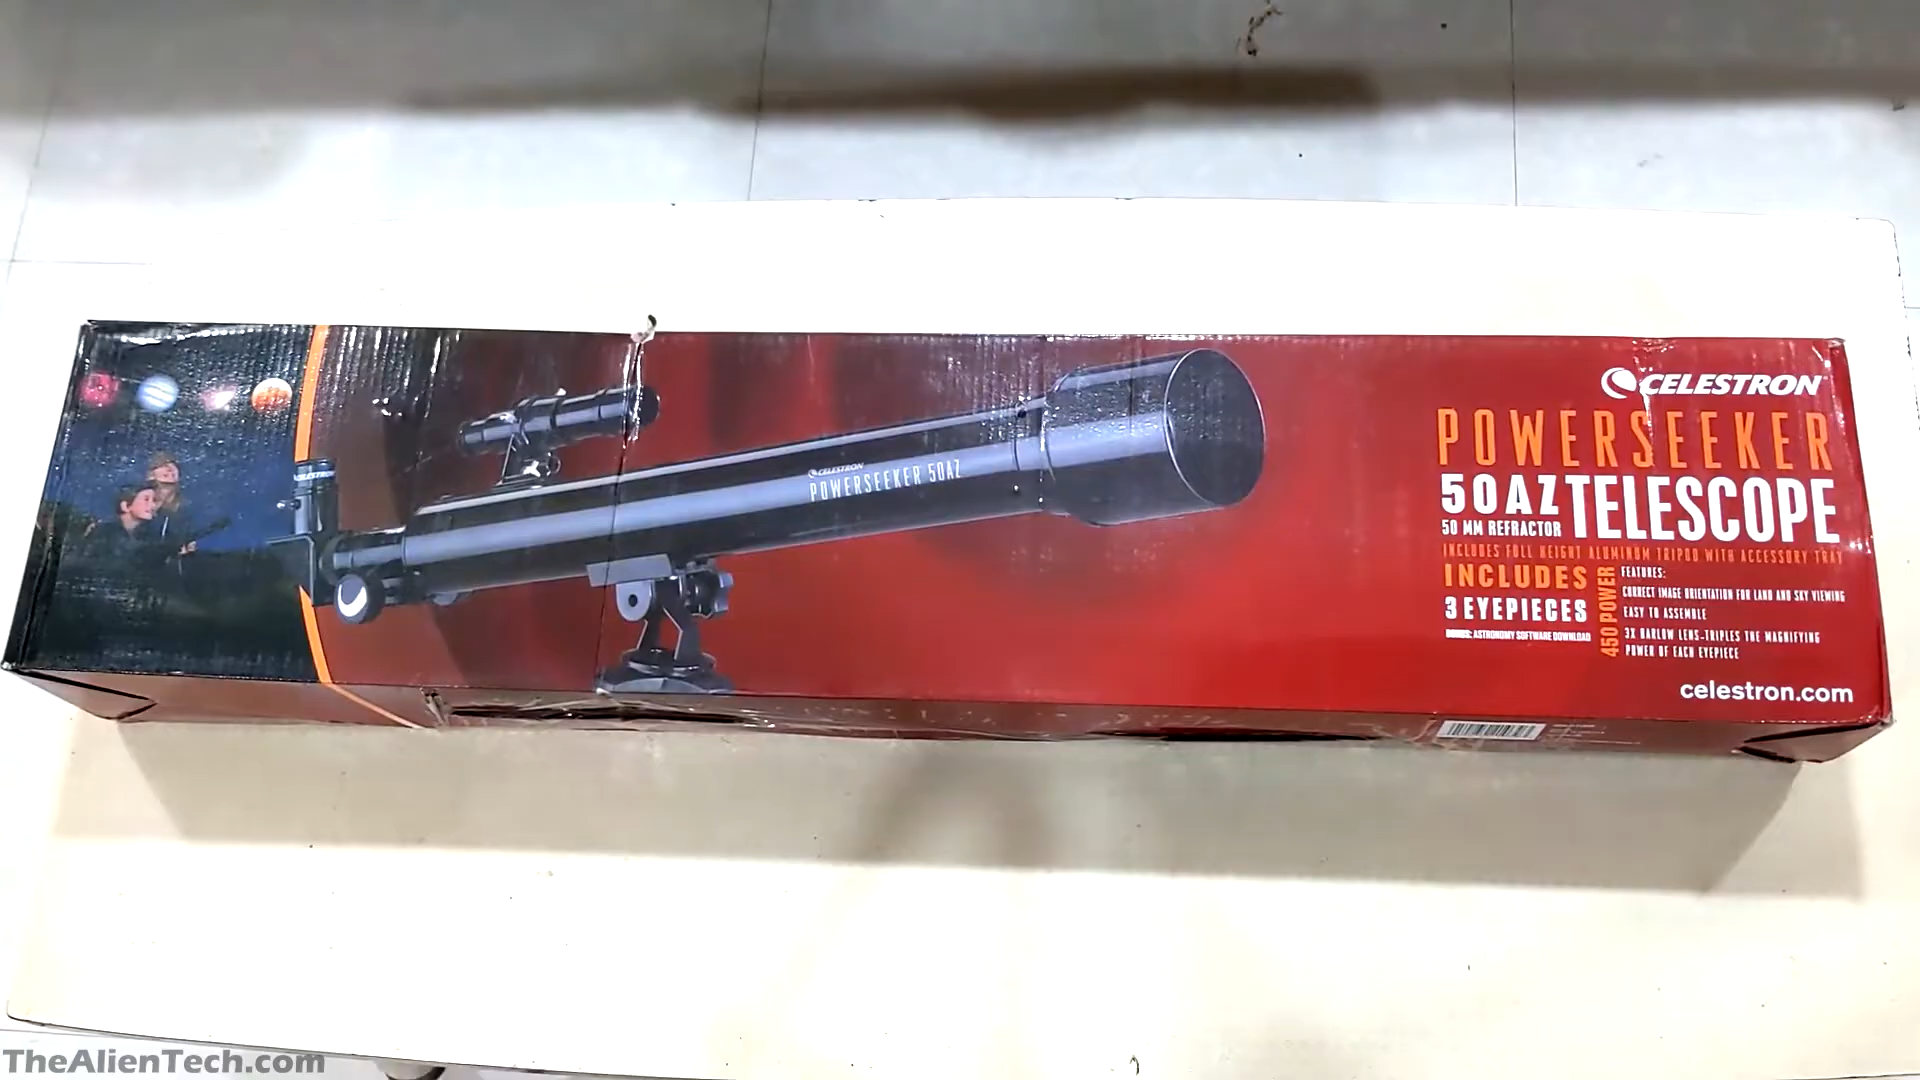 CELESTRON
POWERSEEKER
50AZ TELESCOPE
50 MM REFRACTOR
INCLUDES FULL HEIGHT ALUMINUM TRIPOD WITH ACCESSORY TRAY
INCLUDES
3 EYEPIECES
BONUS: ASTRONOMY SOFTWARE DOWNLOAD
450 POWER
FEATURES:
CORRECT IMAGE ORIENTATION FOR LAND AND SKY VIEWING
EASY TO ASSEMBLE
3X BARLOW LENS-TRIPLES THE MAGNIFYING
POWER OF EACH EYEPIECE
celestron.com
CELESTRON
POWERSEEKER 50AZ
CELESTRON
TheAlienTech.com